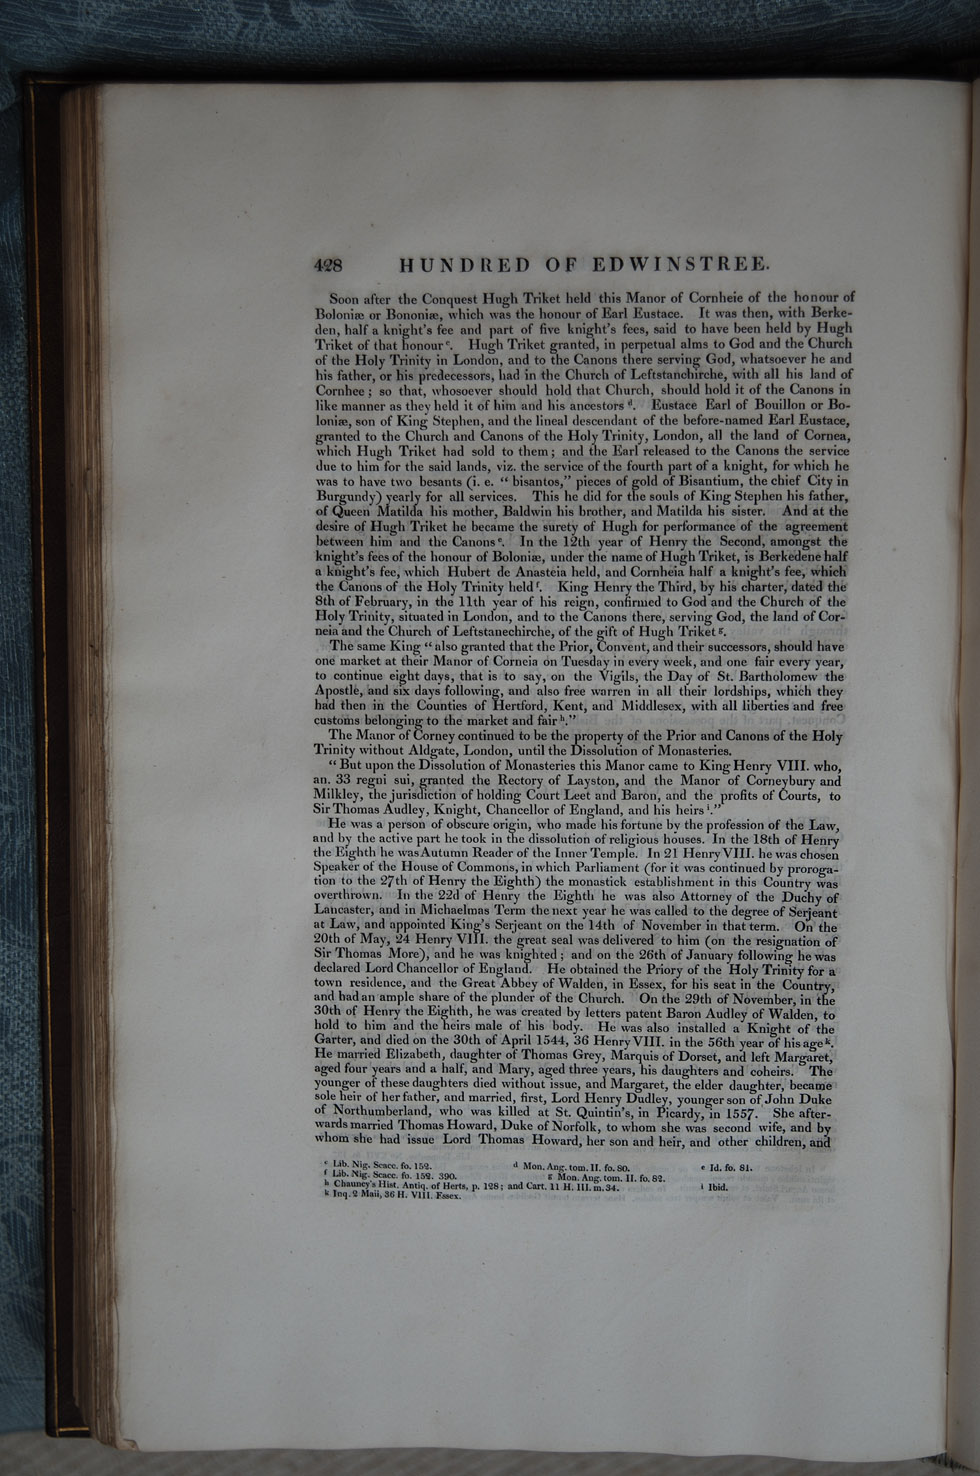 428 HUNDRED OF EDWINSTREE.
Soon after the Conquest Hugh Triket held this Manor of Cornheie of the honour of
Boloniæ or Bononiæ, which was the honour of Earl Eustace. It was then, with Berke-
den, half a knight's fee and part of five knight's fees, said to have been held by Hugh
Triket of that honour c. Hugh Triket granted, in perpetual alms to God and the Church
of the Holy Trinity in London, and to the Canons there serving God, whatsoever he and
his father, or his predecessors, had in the Church of Leftstanchirche, with all his land of
Cornhee ; so that, whosoever should hold that Church, should hold it of the Canons in
like manner as they held it of him and his ancestors d. Eustace Earl of Bouillon or Bo-
loniæ, son of King Stephen, and the lineal descendant of the before-named Earl Eustace,
granted to the Church and Canons of the Holy Trinity, London, all the land of Cornea,
which Hugh Triket had sold to them ; and the Earl released to the Canons the service
due to him for the said lands, viz. the service of the fourth part of a knight, for which he
was to have two besants (i. e. “ bisantos,” pieces of gold of Bisantium, the chief City in
Burgundy) yearly for all services. This he did for the souls of King Stephen his father,
of Queen Matilda his mother, Baldwin his brother, and Matilda his sister. And at the
desire of Hugh Triket he became the surety of Hugh for performance of the agreement
between him and the Canons e. In the 12th year of Henry the Second, amongst the
knight's fees of the honour of Boloniæ, under the name of Hugh Triket, is Berkedene half
a knight's fee, which Hubert de Anasteia held, and Cornheia half a knight's fee, which
the Canons of the Holy Trinity held f. King Henry the Third, by his charter, dated the
8th of February, in the 11th year of his reign, confirmed to God and the Church of the
Holy Trinity, situated in London, and to the Canons there, serving God, the land of Cor-
neia and the Church of Leftstanechirche, of the gift of Hugh Triket g.
The same King “ also granted that the Prior, Convent, and their successors, should have
one market at their Manor of Corneia on Tuesday in every week, and one fair every year,
to continue eight days, that is to say, on the Vigils, the Day of St. Bartholomew the
Apostle, and six days following, and also free warren in all their lordships, which they
had then in the Counties of Hertford, Kent, and Middlesex, with all liberties and free
customs belonging to the market and fair h.”
The Manor of Corney continued to be the property of the Prior and Canons of the Holy
Trinity without Aldgate, London, until the Dissolution of Monasteries.
“ But upon the Dissolution of Monasteries this Manor came to King Henry VIII. who,
an. 33 regni sui, granted the Rectory of Layston, and the Manor of Corneybury and
Milkley, the jurisdiction of holding Court Leet and Baron, and the profits of Courts, to
Sir Thomas Audley, Knight, Chancellor of England, and his heirs i.”
He was a person of obscure origin, who made his fortune by the profession of the Law,
and by the active part he took in the dissolution of religious houses. In the 18th of Henry
the Eighth he was Autumn Reader of the Inner Temple. In 21 Henry VIII. he was chosen
Speaker of the House of Commons, in which Parliament (for it was continued by proroga-
tion to the 27th of Henry the Eighth) the monastick establishment in this Country was
overthrown. In the 22d of Henry the Eighth he was also Attorney of the Duchy of
Lancaster, and in Michaelmas Term the next year he was called to the degree of Serjeant
at Law, and appointed King's Serjeant on the 14th of November in that term. On the
20th of May, 24 Henry VIII. the great seal was delivered to him (on the resignation of
Sir Thomas More), and he was knighted ; and on the 26th of January following he was
declared Lord Chancellor of England. He obtained the Priory of the Holy Trinity for a
town residence, and the Great Abbey of Walden, in Essex, for his seat in the Country,
and had an ample share of the plunder of the Church. On the 29th of November, in the
30th of Henry the Eighth, he was created by letters patent Baron Audley of Walden, to
hold to him and the heirs male of his body. He was also installed a Knight of the
Garter, and died on the 30th of April 1544, 36 Henry VIII. in the 56th year of his age k.
He married Elizabeth, daughter of Thomas Grey, Marquis of Dorset, and left Margaret,
aged four years and a half, and Mary, aged three years, his daughters and coheirs. The
younger of these daughters died without issue, and Margaret, the elder daughter, became
sole heir of her father, and married, first, Lord Henry Dudley, younger son of John Duke
of Northumberland, who was killed at St. Quintin's, in Picardy, in 1557. She after-
wards married Thomas Howard, Duke of Norfolk, to whom she was second wife, and by
whom she had issue Lord Thomas Howard, her son and heir, and other children, and
c Lib. Nig. Scacc. fo. 152. d Mon. Ang. tom. II. fo. 80. e Id. fo. 81.
f Lib. Nig. Scacc. fo. 152. 390. g Mon. Ang. tom. II. fo. 82.
h Chauncy's Hist. Antiq. of Herts, p. 128 ; and Cart. 11 H. III. m. 34. i Ibid.
k Inq. 2 Maii, 36 H. VIII. Essex.